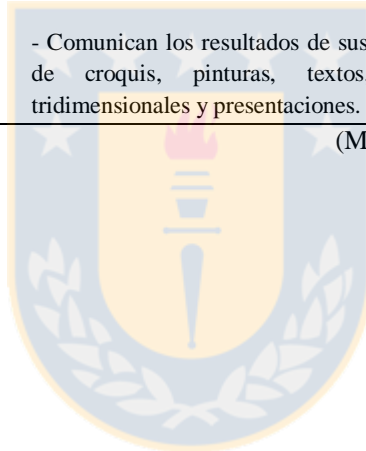 - Comunican los resultados de sus
de croquis, pinturas, textos,
tridimensionales y presentaciones.
(M